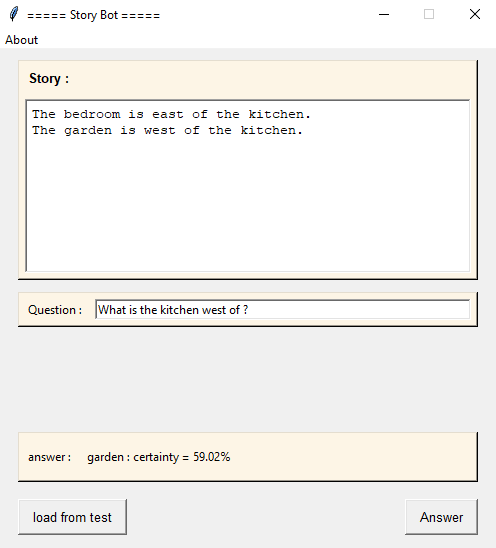 ===== Story Bot =====
About
Story :
The bedroom is east of the kitchen.
The garden is west of the kitchen.
Question :
What is the kitchen west of ?
answer : garden : certainty = 59.02%
load from test
Answer